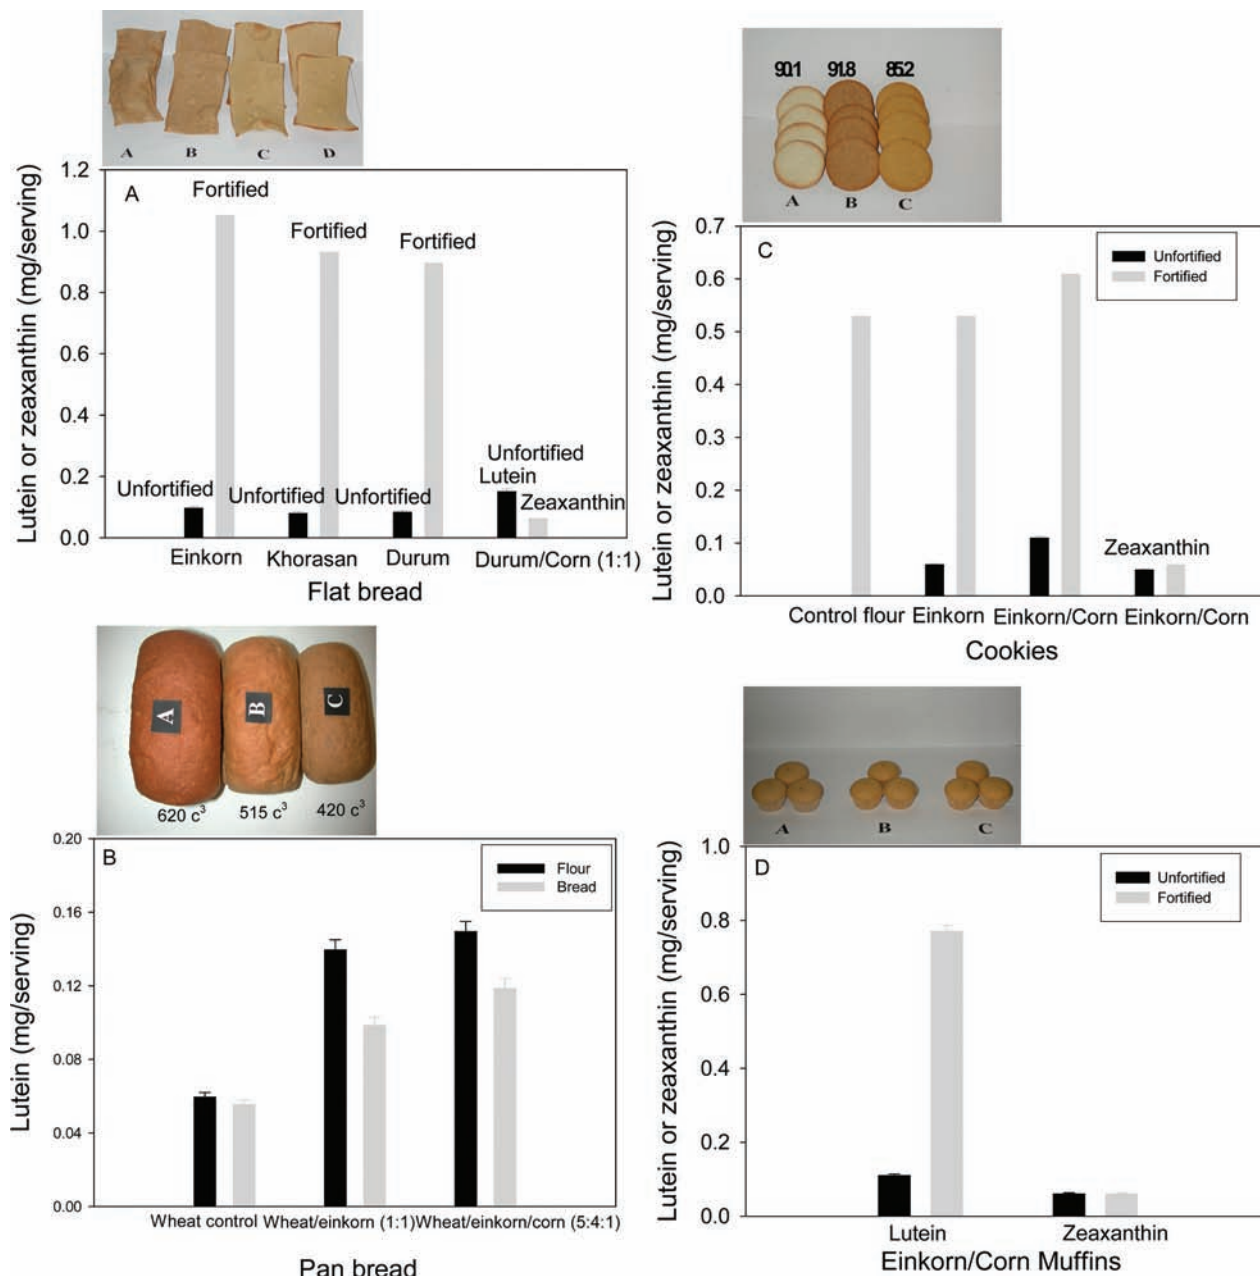 A B C D
A
Lutein or zeaxanthin (mg/serving)
1.2
1.0
0.8
0.6
0.4
0.2
0.0
Fortified
Fortified
Fortified
Unfortified
Unfortified
Unfortified
Unfortified
Lutein
Zeaxanthin
Einkorn Khorasan Durum Durum/Corn (1:1)
Flat bread
90.1 91.8 85.2
A B C
C
Lutein or zeaxanthin (mg/serving)
0.7
0.6
0.5
0.4
0.3
0.2
0.1
0.0
Unfortified
Fortified
Zeaxanthin
Control flour Einkorn Einkorn/Corn Einkorn/Corn
Cookies
A B C
620 c³ 515 c³ 420 c³
B
Lutein (mg/serving)
0.20
0.16
0.12
0.08
0.04
0.00
Flour
Bread
Wheat control Wheat/einkorn (1:1) Wheat/einkorn/corn (5:4:1)
Pan bread
A B C
D
Lutein or zeaxanthin (mg/serving)
1.0
0.8
0.6
0.4
0.2
0.0
Unfortified
Fortified
Lutein Zeaxanthin
Einkorn/Corn Muffins